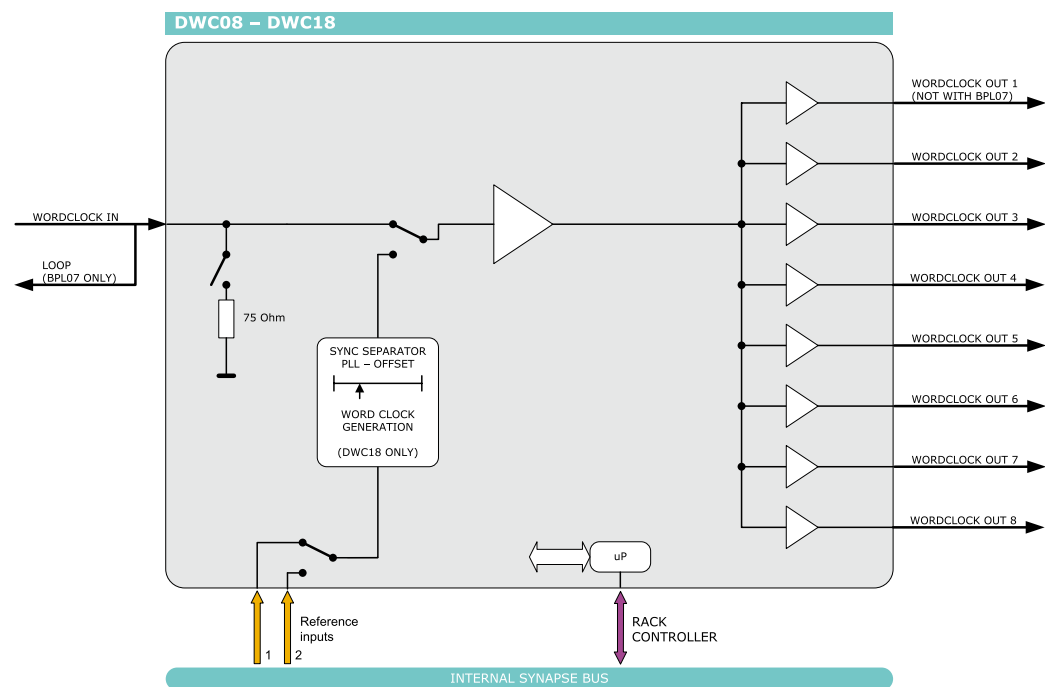 DWC08 – DWC18
WORDCLOCK IN
LOOP
(BPL07 ONLY)
75 Ohm
SYNC SEPARATOR
PLL – OFFSET
WORD CLOCK
GENERATION
(DWC18 ONLY)
WORDCLOCK OUT 1
(NOT WITH BPL07)
WORDCLOCK OUT 2
WORDCLOCK OUT 3
WORDCLOCK OUT 4
WORDCLOCK OUT 5
WORDCLOCK OUT 6
WORDCLOCK OUT 7
WORDCLOCK OUT 8
uP
Reference
inputs
1
2
RACK
CONTROLLER
INTERNAL SYNAPSE BUS